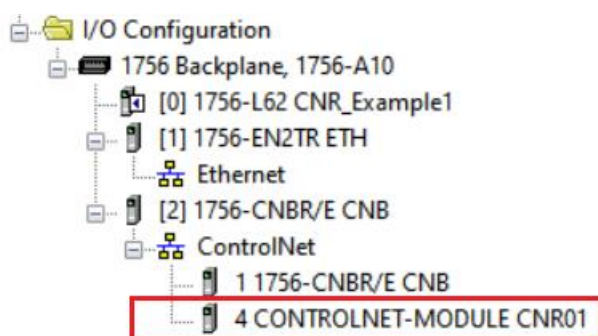 I/O Configuration
1756 Backplane, 1756-A10
[0] 1756-L62 CNR_Example1
[1] 1756-EN2TR ETH
Ethernet
[2] 1756-CNBR/E CNB
ControlNet
1 1756-CNBR/E CNB
4 CONTROLNET-MODULE CNR01